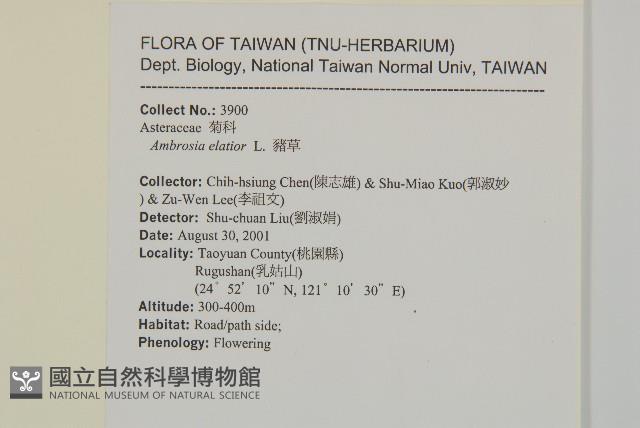 FLORA OF TAIWAN (TNU-HERBARIUM)
Dept. Biology, National Taiwan Normal Univ, TAIWAN
--------------------------------------------------------------------------
Collect No.: 3900
Asteraceae 菊科
Ambrosia elatior L. 豬草
Collector: Chih-hsiung Chen(陳志雄) & Shu-Miao Kuo(郭淑妙
) & Zu-Wen Lee(李祖文)
Detector: Shu-chuan Liu(劉淑娟)
Date: August 30, 2001
Locality: Taoyuan County(桃園縣)
Rugushan(乳姑山)
(24° 52' 10" N, 121° 10' 30" E)
Altitude: 300-400m
Habitat: Road/path side;
Phenology: Flowering
國立自然科學博物館
NATIONAL MUSEUM OF NATURAL SCIENCE